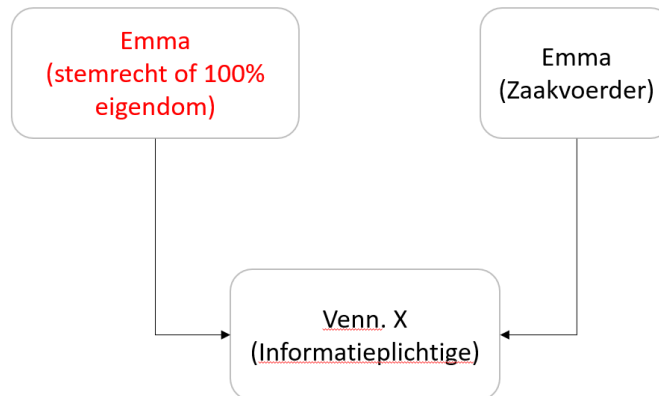 Emma
(stemrecht of 100%
eigendom)
Emma
(Zaakvoerder)
Venn. X
(Informatieplichtige)